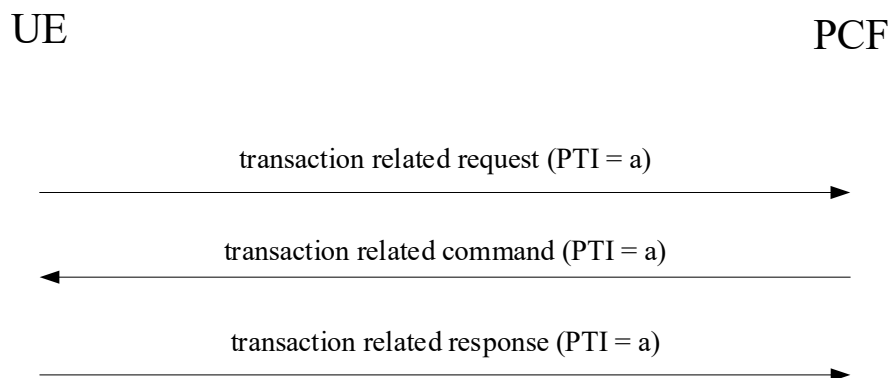 UE
PCF
transaction related request (PTI = a)
transaction related command (PTI = a)
transaction related response (PTI = a)